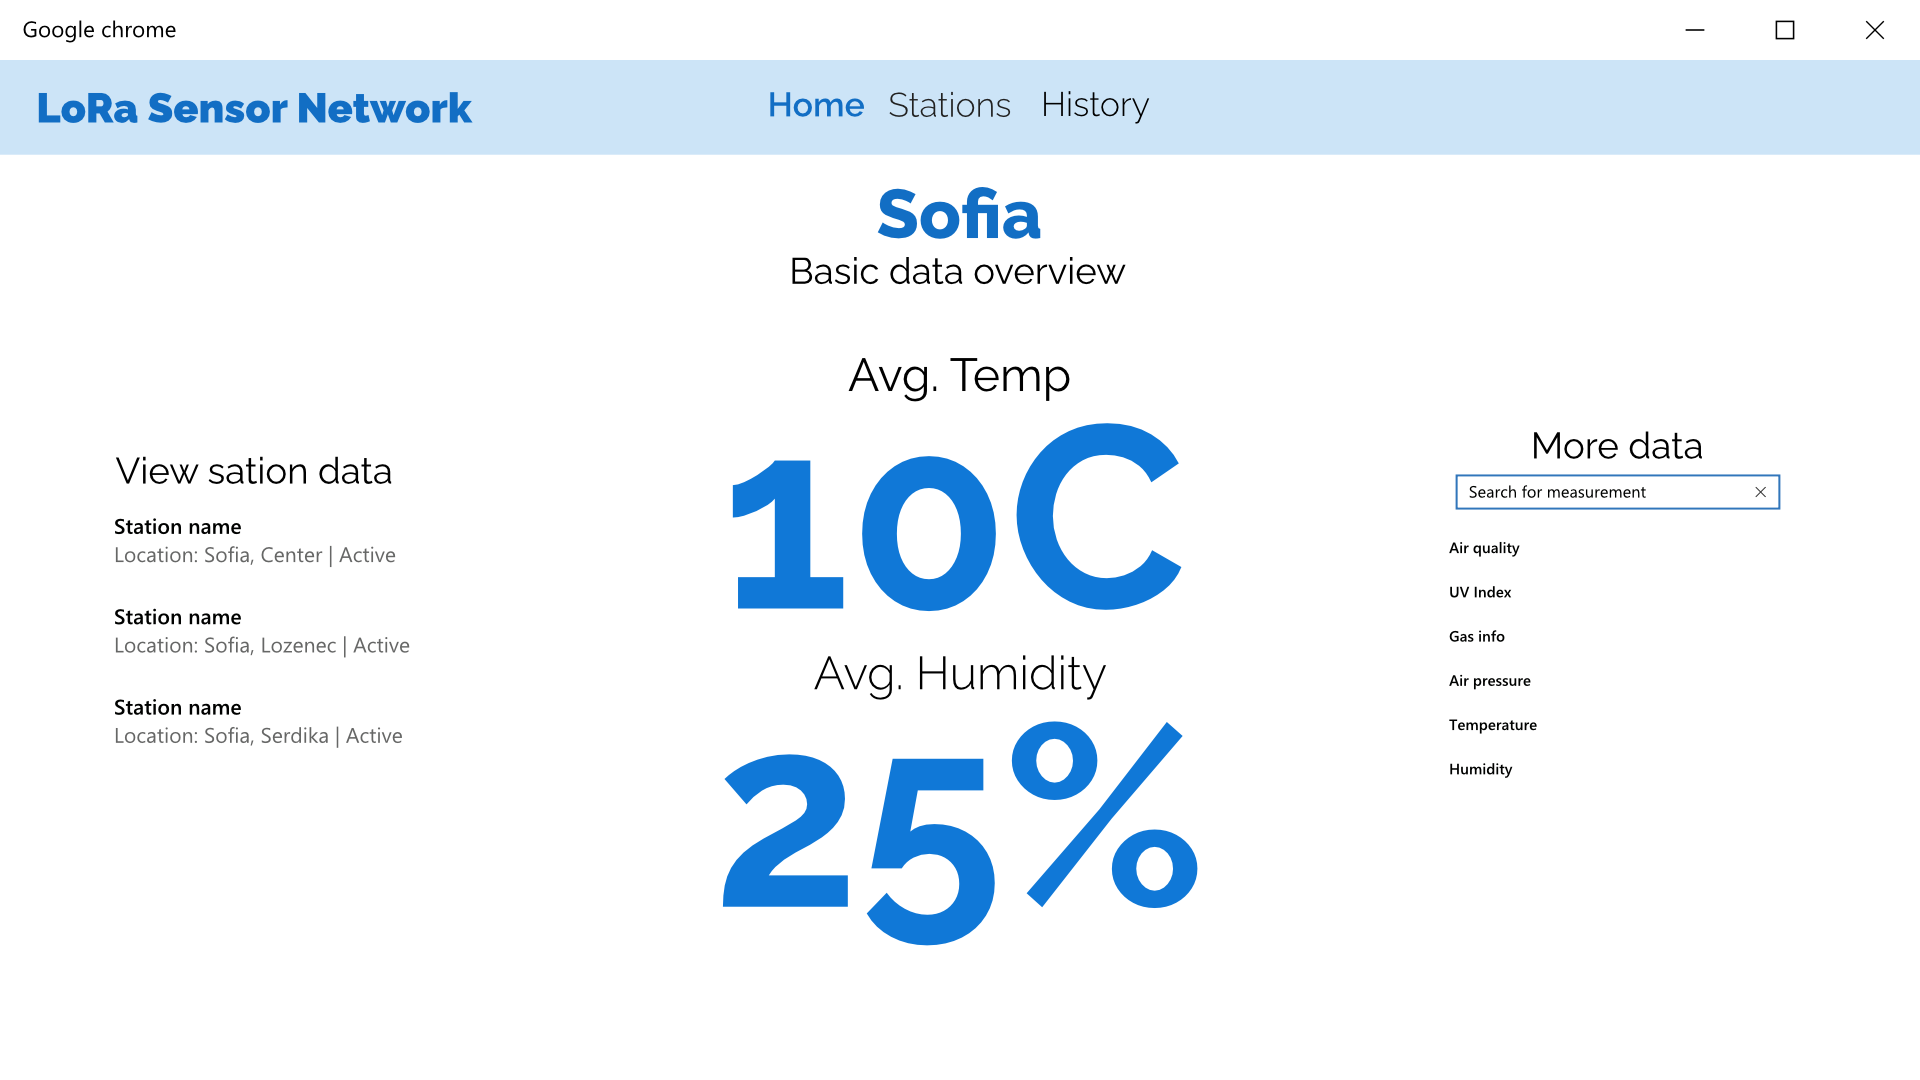 Google chrome
LoRa Sensor Network
Home Stations History
Sofia
Basic data overview
View sation data
Station name
Location: Sofia, Center | Active
Station name
Location: Sofia, Lozenec | Active
Station name
Location: Sofia, Serdika | Active
Avg. Temp
10C
Avg. Humidity
25%
More data
Search for measurement
Air quality
UV Index
Gas info
Air pressure
Temperature
Humidity